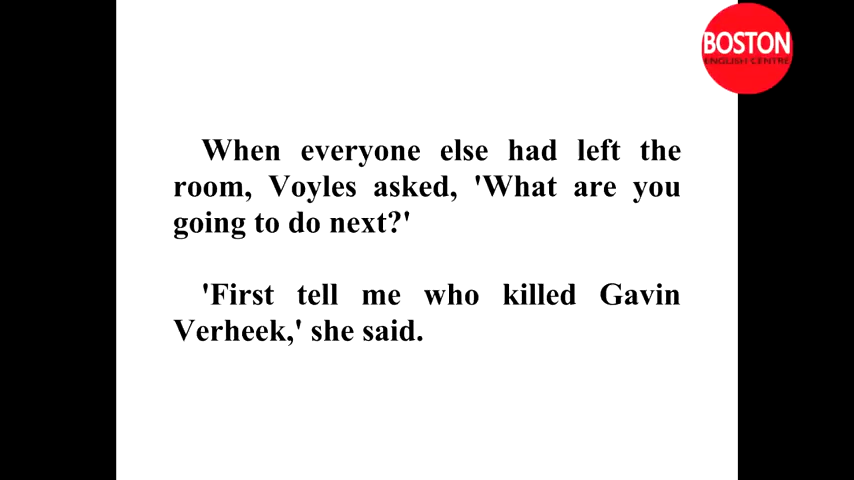 BOSTON
ENGLISH CENTRE
When everyone else had left the
room, Voyles asked, 'What are you
going to do next?'
'First tell me who killed Gavin
Verheek,' she said.